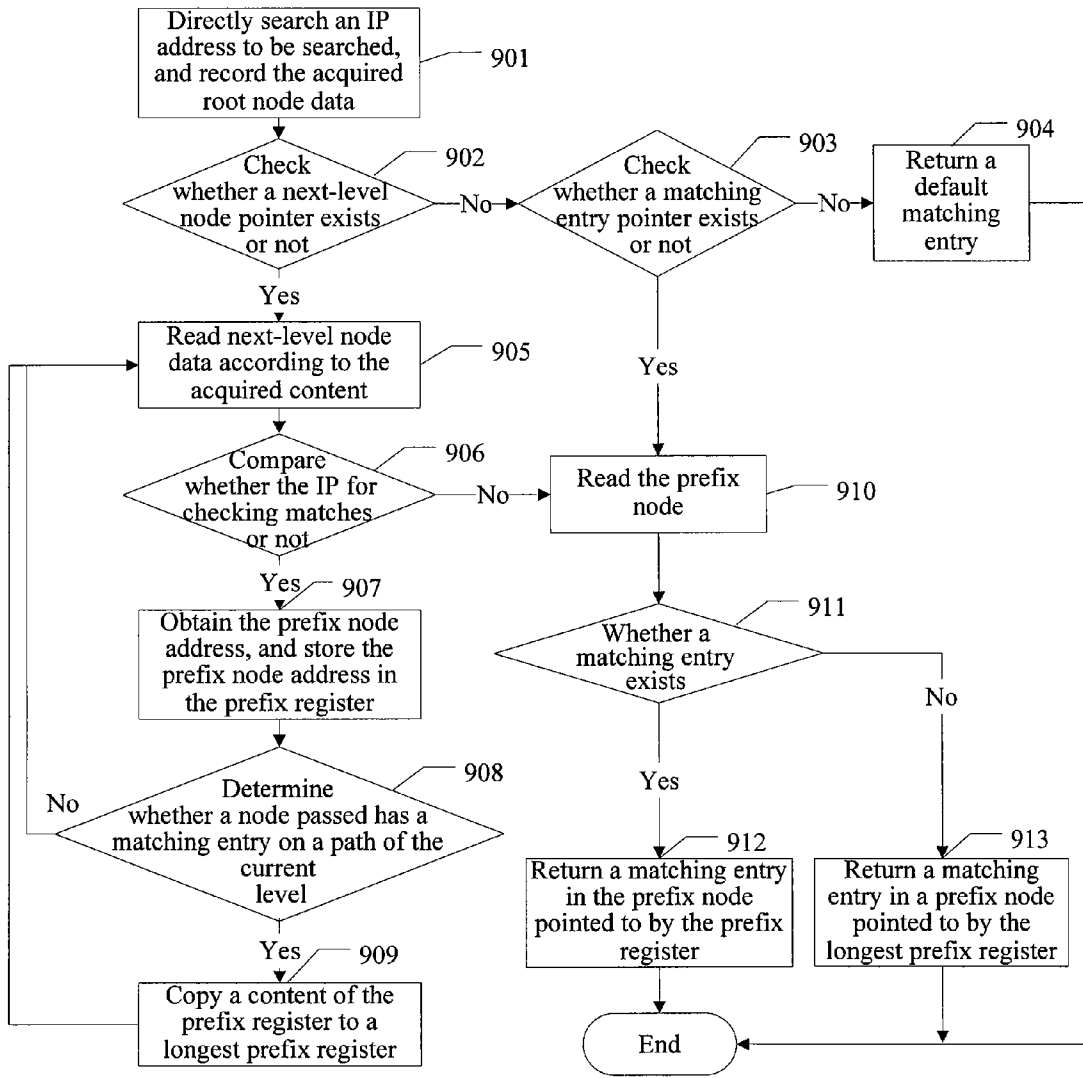 Directly search an IP
address to be searched,
and record the acquired
root node data
901
Check
whether a next-level
node pointer exists
or not
902
No
Check
whether a matching
entry pointer exists
or not
903
No
Return a
default
matching
entry
904
Yes
Yes
Read next-level node
data according to the
acquired content
905
Compare
whether the IP for
checking matches
or not
906
No
Read the prefix
node
910
Yes
907
Obtain the prefix node
address, and store the
prefix node address in
the prefix register
Whether a
matching entry
exists
911
No
Yes
Determine
whether a node passed has a
matching entry on a path of the
current
level
908
No
Yes
909
Copy a content of the
prefix register to a
longest prefix register
912
Return a matching entry
in the prefix node
pointed to by the prefix
register
913
Return a matching
entry in a prefix node
pointed to by the
longest prefix register
End